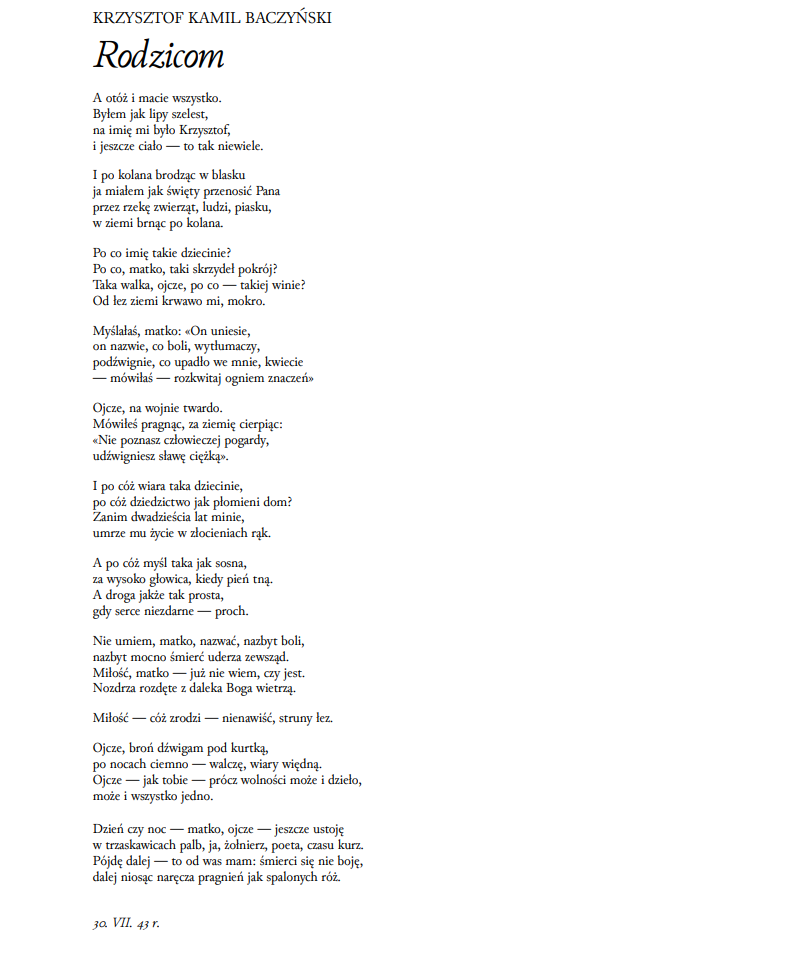 KRZYSZTOF KAMIL BACZYŃSKI
Rodzicom
A otóż i macie wszystko.
Byłem jak lipy szelest,
na imię mi było Krzysztof,
i jeszcze ciało — to tak niewiele.
I po kolana brodząc w blasku
ja miałem jak święty przenosić Pana
przez rzekę zwierząt, ludzi, piasku,
w ziemi brnąc po kolana.
Po co imię takie dziecinie?
Po co, matko, taki skrzydeł pokrój?
Taka walka, ojcze, po co — takiej winie?
Od łez ziemi krwawo mi, mokro.
Myślałaś, matko: «On uniesie,
on nazwie, co boli, wytłumaczy,
podźwignie, co upadło we mnie, kwiecie
— mówiłaś — rozkwitaj ogniem znaczeń»
Ojcze, na wojnie twardo.
Mówiłeś pragnąc, za ziemię cierpiąc:
«Nie poznasz człowieczej pogardy,
udźwigniesz sławę ciężką».
I po cóż wiara taka dziecinie,
po cóż dziedzictwo jak płomieni dom?
Zanim dwadzieścia lat minie,
umrze mu życie w złocieniach rąk.
A po cóż myśl taka jak sosna,
za wysoko głowica, kiedy pień tną.
A droga jakże tak prosta,
gdy serce niezdarne — proch.
Nie umiem, matko, nazwać, nazbyt boli,
nazbyt mocno śmierć uderza zewsząd.
Miłość, matko — już nie wiem, czy jest.
Nozdrza rozdęte z daleka Boga wietrzą.
Miłość — cóż zrodzi — nienawiść, struny łez.
Ojcze, broń dźwigam pod kurtką,
po nocach ciemno — walczę, wiary więdną.
Ojcze — jak tobie — prócz wolności może i dzieło,
może i wszystko jedno.
Dzień czy noc — matko, ojcze — jeszcze ustoję
w trzaskawicach palb, ja, żołnierz, poeta, czasu kurz.
Pójdę dalej — to od was mam: śmierci się nie boję,
dalej niosąc naręcza pragnień jak spalonych róż.
30. VII. 43 r.